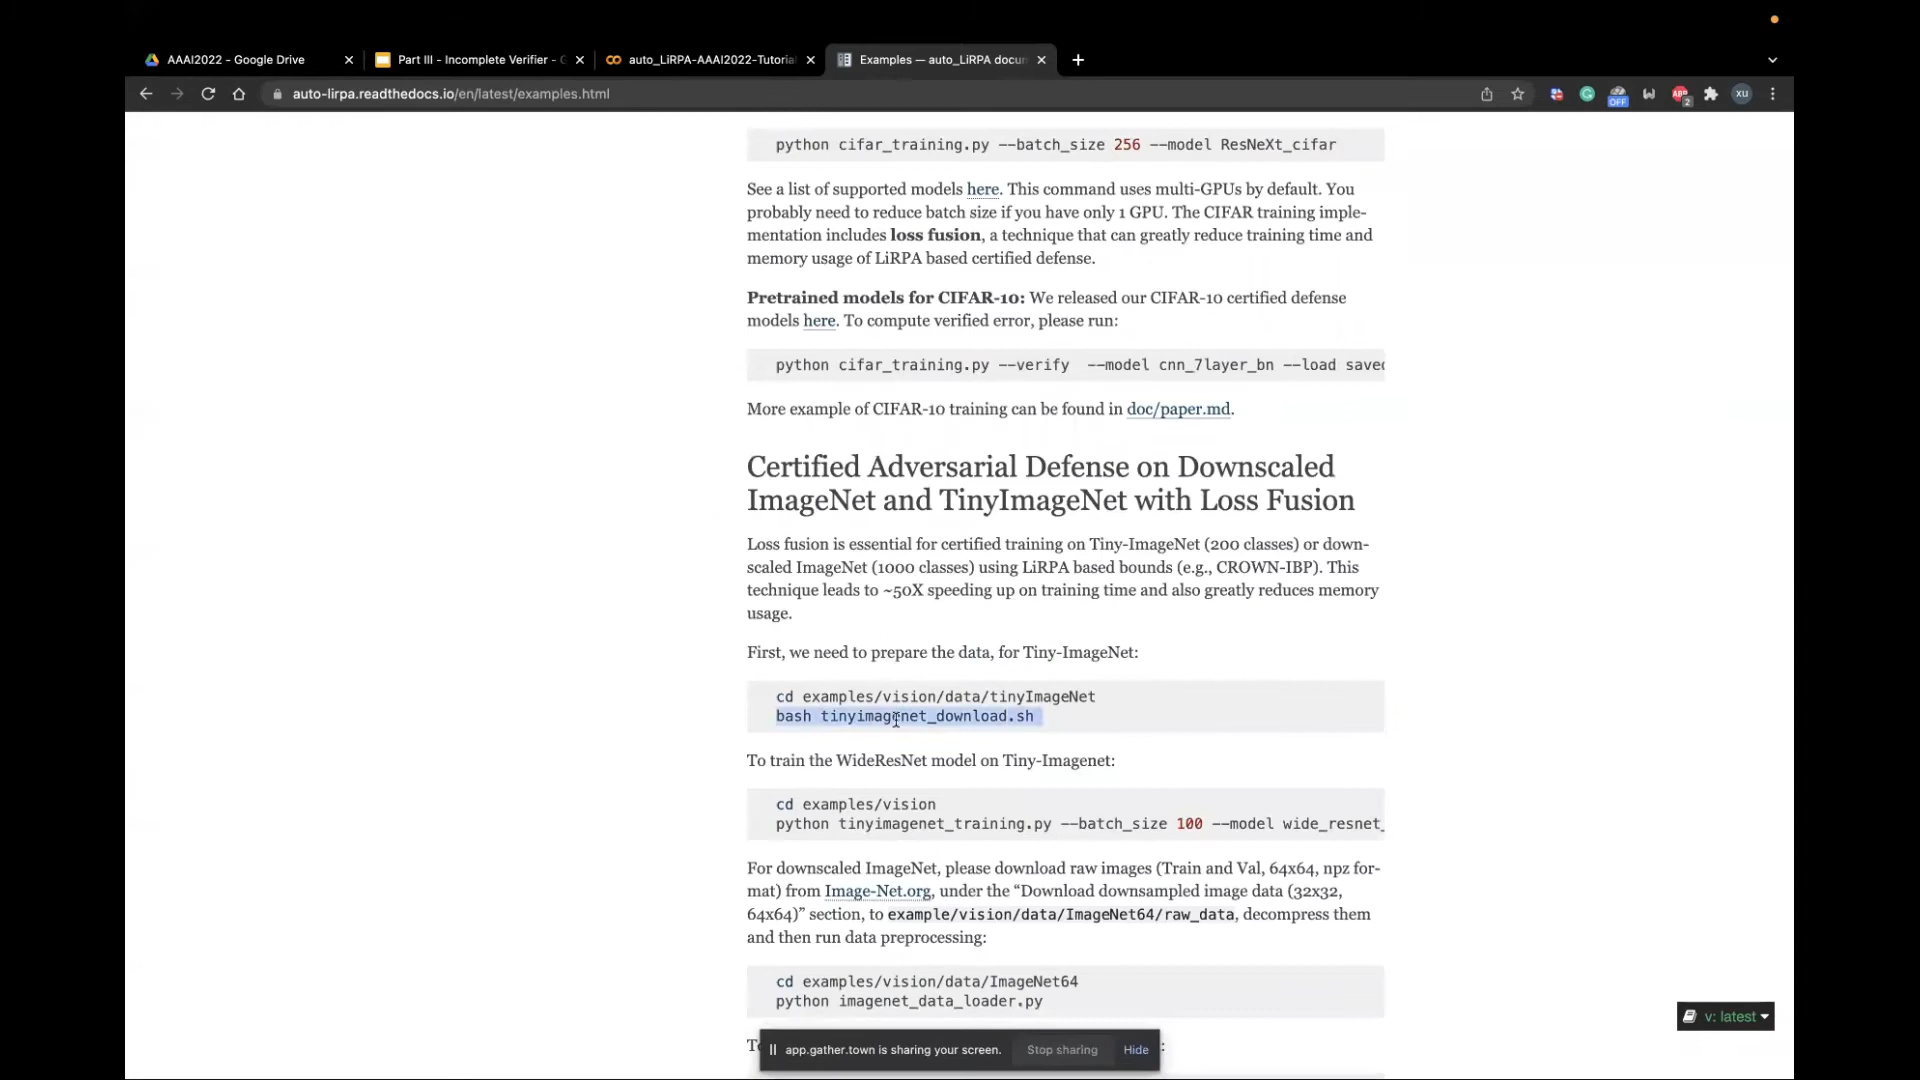 AAAI2022 - Google Drive
Part III - Incomplete Verifier -
auto_LiRPA-AAAI2022-Tutorial
Examples — auto_LiRPA docum
auto-lirpa.readthedocs.io/en/latest/examples.html
OFF
ABP
2
XU
python cifar_training.py --batch_size 256 --model ResNeXt_cifar
See a list of supported models here. This command uses multi-GPUs by default. You
probably need to reduce batch size if you have only 1 GPU. The CIFAR training imple-
mentation includes loss fusion, a technique that can greatly reduce training time and
memory usage of LiRPA based certified defense.
Pretrained models for CIFAR-10: We released our CIFAR-10 certified defense
models here. To compute verified error, please run:
python cifar_training.py --verify  --model cnn_7layer_bn --load saved
More example of CIFAR-10 training can be found in doc/paper.md.
Certified Adversarial Defense on Downscaled
ImageNet and TinyImageNet with Loss Fusion
Loss fusion is essential for certified training on Tiny-ImageNet (200 classes) or down-
scaled ImageNet (1000 classes) using LiRPA based bounds (e.g., CROWN-IBP). This
technique leads to ~50X speeding up on training time and also greatly reduces memory
usage.
First, we need to prepare the data, for Tiny-ImageNet:
cd examples/vision/data/tinyImageNet
bash tinyimagenet_download.sh
To train the WideResNet model on Tiny-Imagenet:
cd examples/vision
python tinyimagenet_training.py --batch_size 100 --model wide_resnet_
For downscaled ImageNet, please download raw images (Train and Val, 64x64, npz for-
mat) from Image-Net.org, under the “Download downsampled image data (32x32,
64x64)” section, to example/vision/data/ImageNet64/raw_data, decompress them
and then run data preprocessing:
cd examples/vision/data/ImageNet64
python imagenet_data_loader.py
v: latest
app.gather.town is sharing your screen.
Stop sharing
Hide